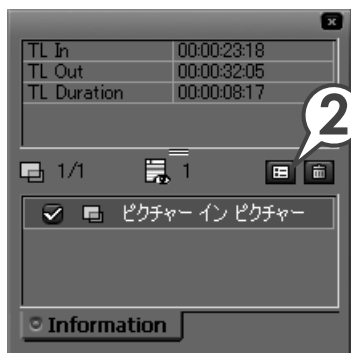 TL In 00:00:23:18
TL Out 00:00:32:05
TL Duration 00:00:08:17
2
1/1 1
ピクチャー イン ピクチャー
Information